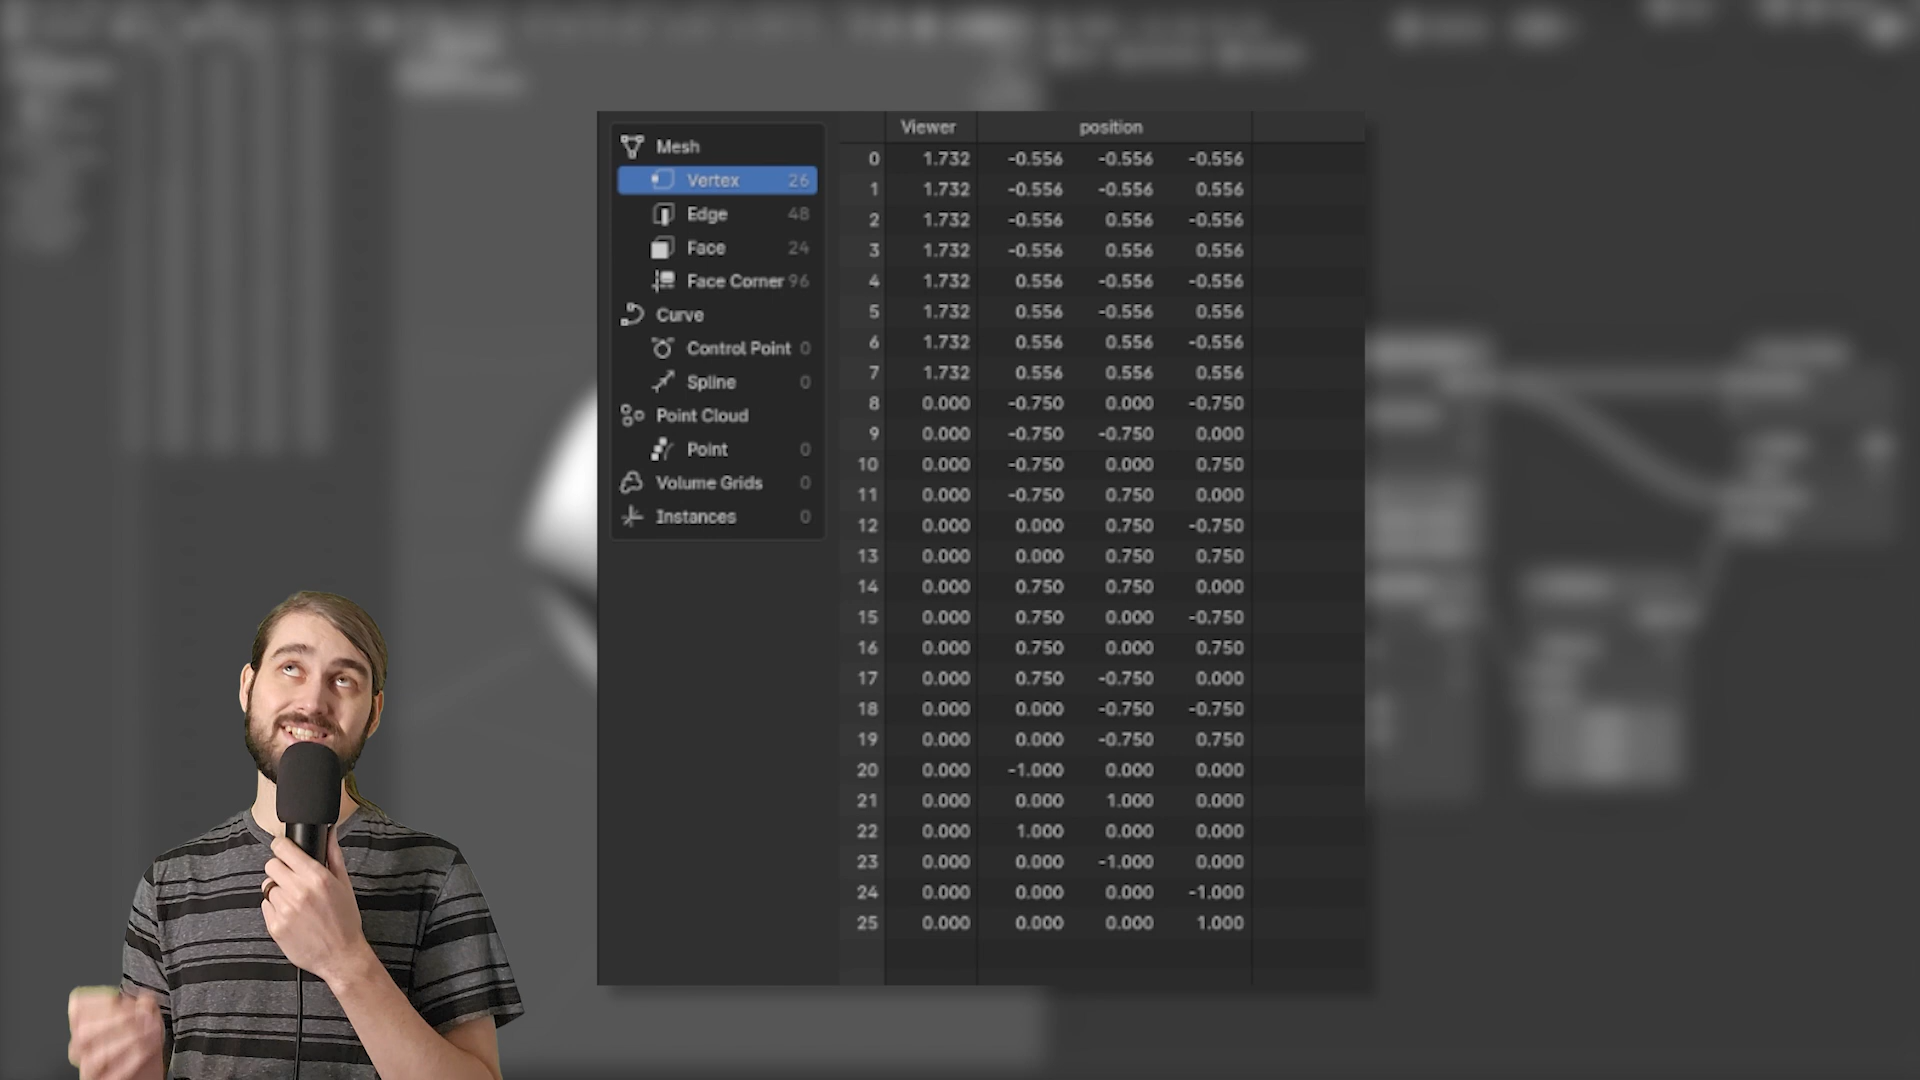 Mesh
Vertex 26
Edge 48
Face 24
Face Corner 96
Curve
Control Point 0
Spline 0
Point Cloud
Point 0
Volume Grids 0
Instances 0
Viewer position
0 1.732 -0.556 -0.556 -0.556
1 1.732 -0.556 -0.556 0.556
2 1.732 -0.556 0.556 -0.556
3 1.732 -0.556 0.556 0.556
4 1.732 0.556 -0.556 -0.556
5 1.732 0.556 -0.556 0.556
6 1.732 0.556 0.556 -0.556
7 1.732 0.556 0.556 0.556
8 0.000 -0.750 0.000 -0.750
9 0.000 -0.750 -0.750 0.000
10 0.000 -0.750 0.000 0.750
11 0.000 -0.750 0.750 0.000
12 0.000 0.000 0.750 -0.750
13 0.000 0.000 0.750 0.750
14 0.000 0.750 0.750 0.000
15 0.000 0.750 0.000 -0.750
16 0.000 0.750 0.000 0.750
17 0.000 0.750 -0.750 0.000
18 0.000 0.000 -0.750 -0.750
19 0.000 0.000 -0.750 0.750
20 0.000 -1.000 0.000 0.000
21 0.000 0.000 1.000 0.000
22 0.000 1.000 0.000 0.000
23 0.000 0.000 -1.000 0.000
24 0.000 0.000 0.000 -1.000
25 0.000 0.000 0.000 1.000